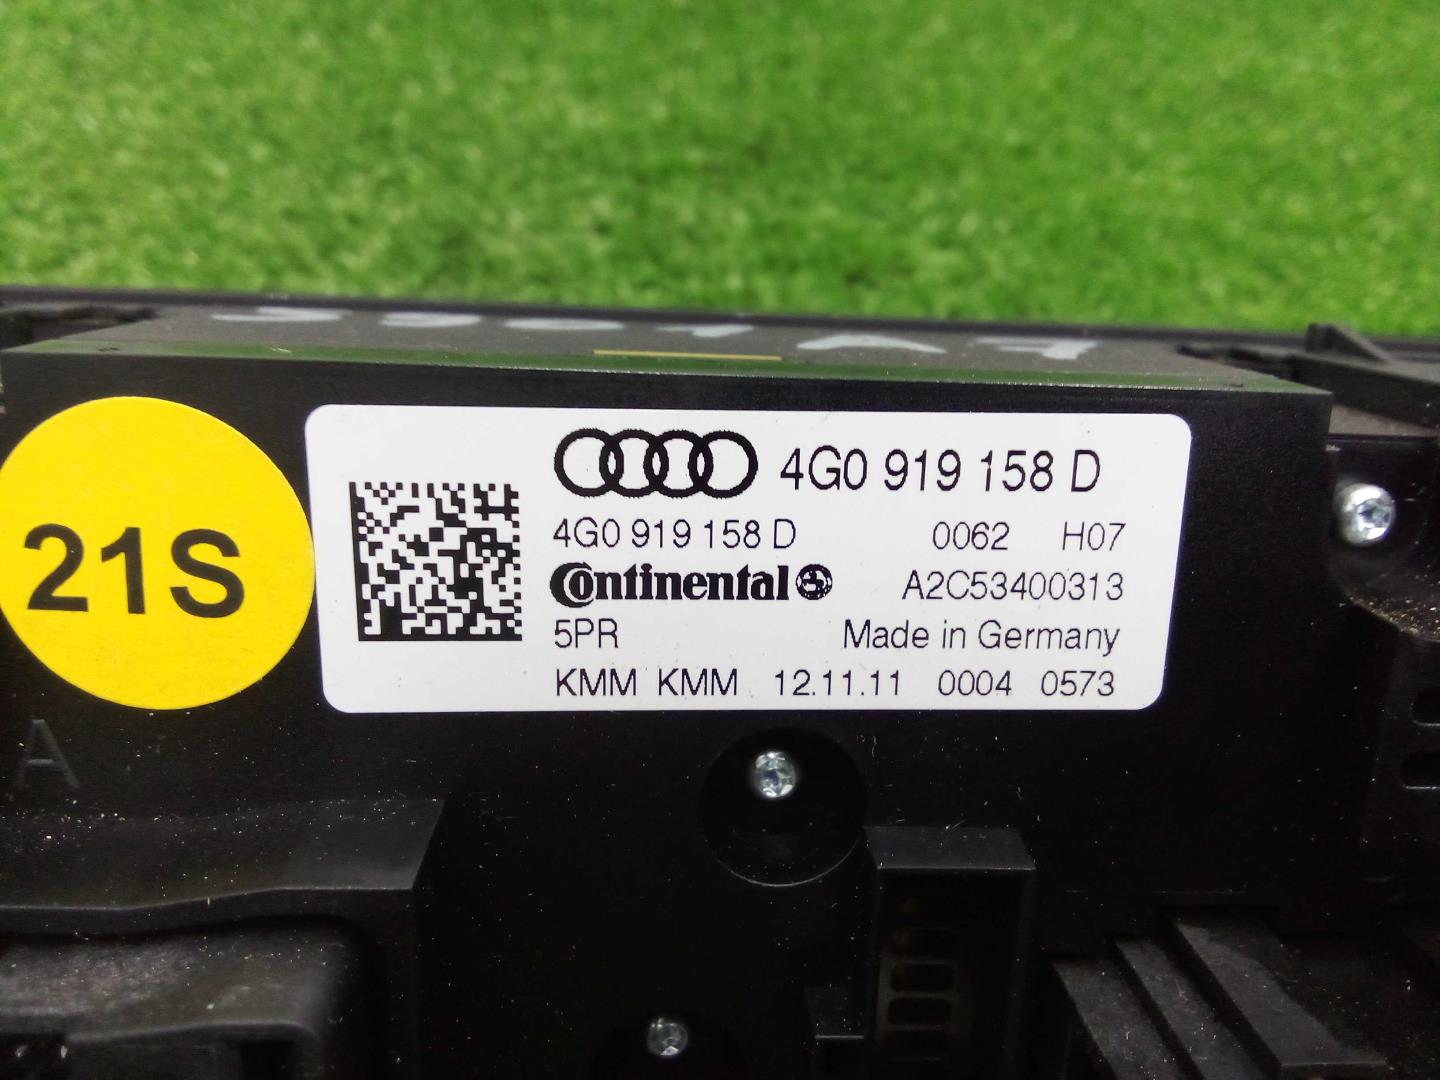 4G0 919 158 D
4G0 919 158 D 0062 H07
Continental A2C53400313
5PR Made in Germany
KMM KMM 12.11.11 0004 0573
21S
A